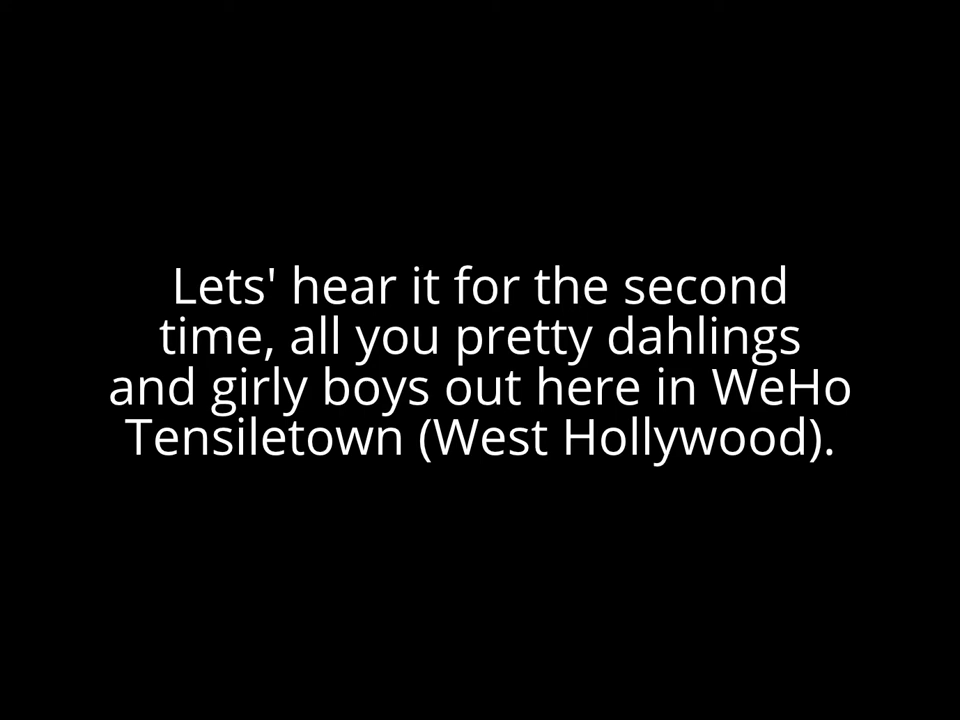 Lets' hear it for the second
time, all you pretty dahlings
and girly boys out here in WeHo
Tensiletown (West Hollywood).